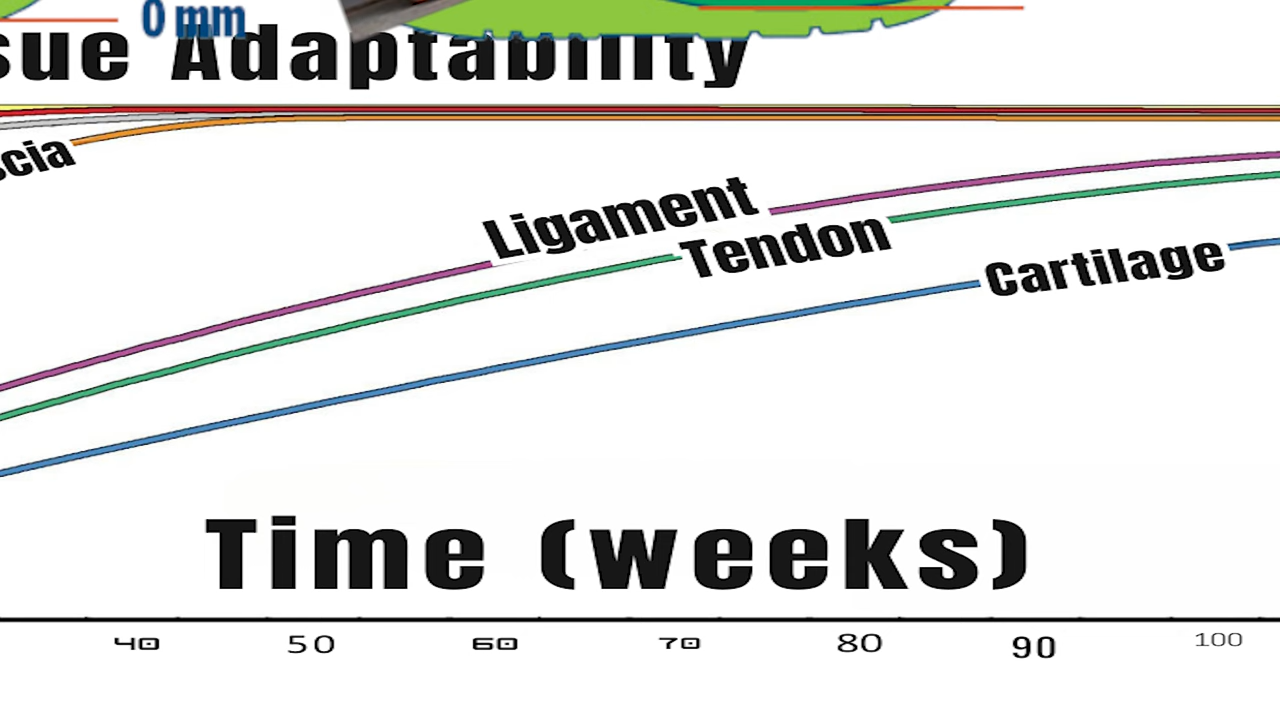 0 mm
sue Adaptability
scia
Ligament
Tendon
Cartilage
Time (weeks)
40 50 60 70 80 90 100